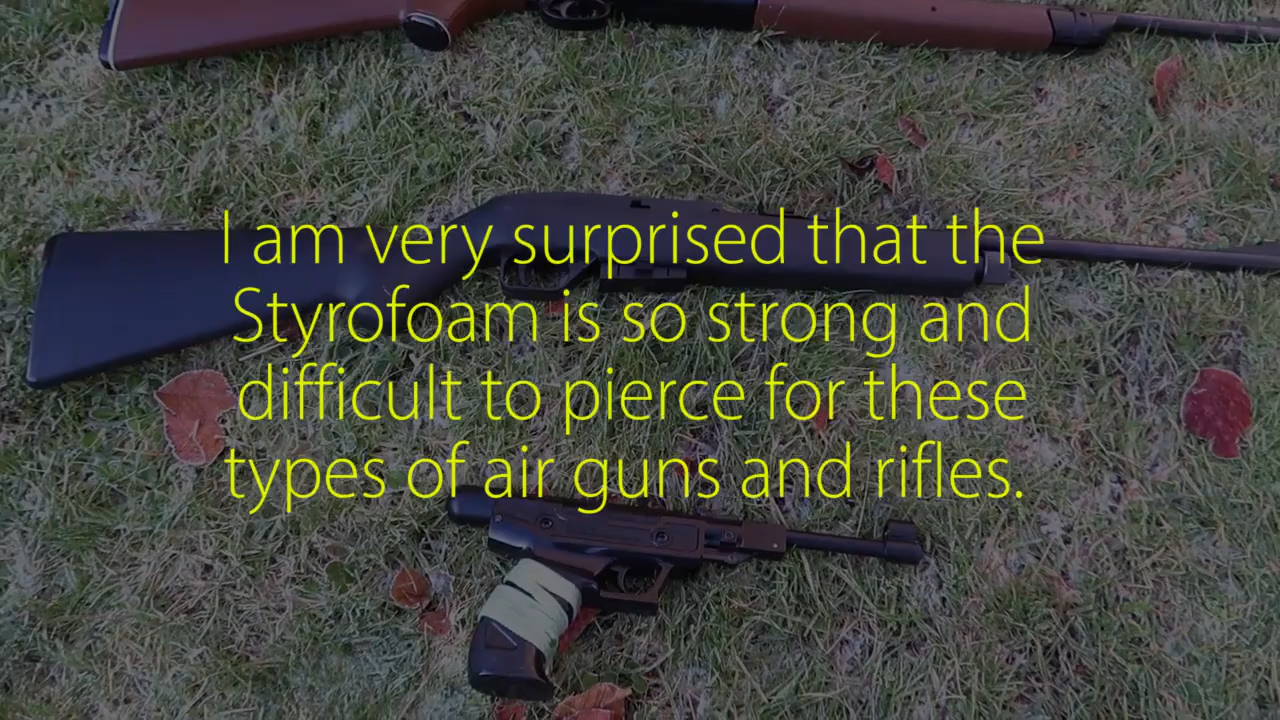 I am very surprised that the
Styrofoam is so strong and
difficult to pierce for these
types of air guns and rifles.